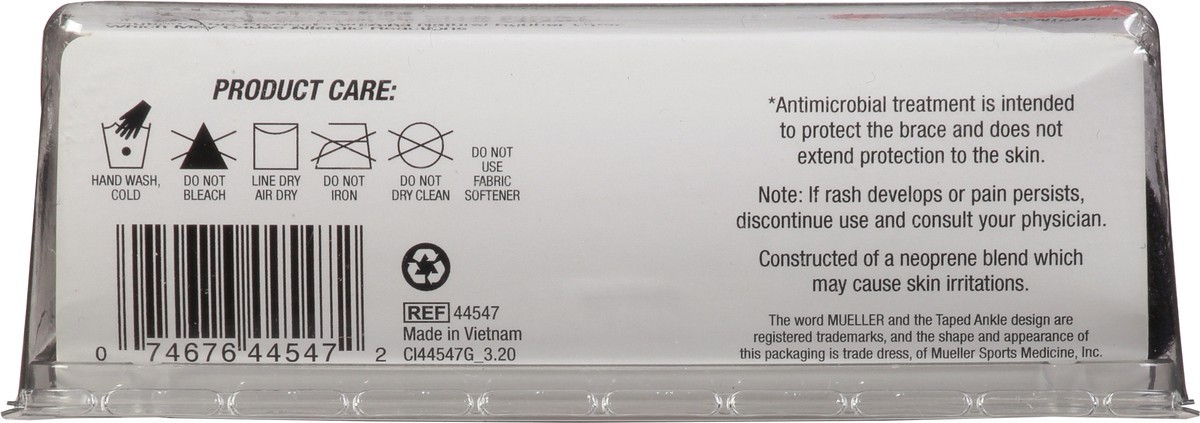 Which May Cause Allergic Reactions
PRODUCT CARE:
HAND WASH,
COLD
DO NOT
BLEACH
LINE DRY
AIR DRY
DO NOT
IRON
DO NOT
DRY CLEAN
DO NOT
USE
FABRIC
SOFTENER
0 74676 44547 2
REF 44547
Made in Vietnam
CI44547G_3.20
*Antimicrobial treatment is intended
to protect the brace and does not
extend protection to the skin.
Note: If rash develops or pain persists,
discontinue use and consult your physician.
Constructed of a neoprene blend which
may cause skin irritations.
The word MUELLER and the Taped Ankle design are
registered trademarks, and the shape and appearance of
this packaging is trade dress, of Mueller Sports Medicine, Inc.